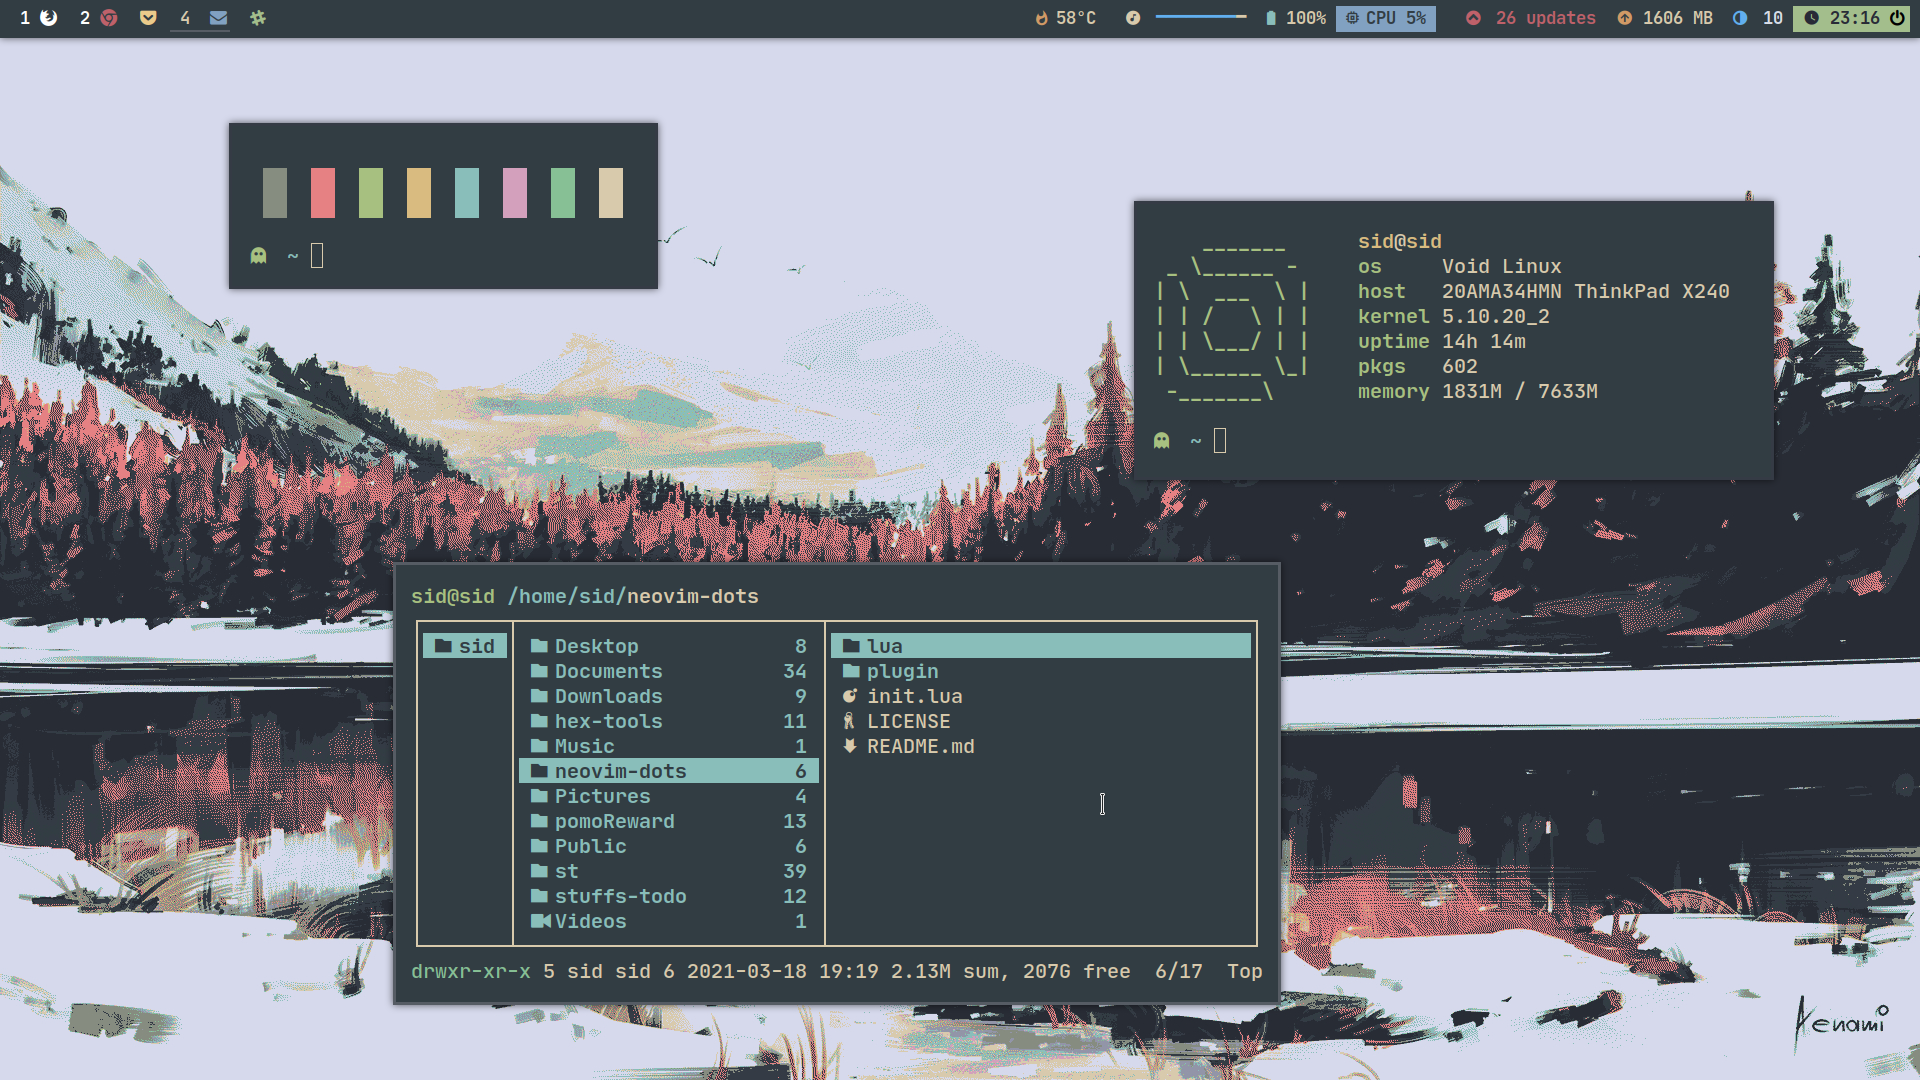 1 2 4 58°C 100% CPU 5% 26 updates 1606 MB 10 23:16
~
sid@sid
os Void Linux
host 20AMA34HMN ThinkPad X240
kernel 5.10.20_2
uptime 14h 14m
pkgs 602
memory 1831M / 7633M
~
sid@sid /home/sid/neovim-dots
sid
Desktop 8
Documents 34
Downloads 9
hex-tools 11
Music 1
neovim-dots 6
Pictures 4
pomoReward 13
Public 6
st 39
stuffs-todo 12
Videos 1
lua
plugin
init.lua
LICENSE
README.md
drwxr-xr-x 5 sid sid 6 2021-03-18 19:19 2.13M sum, 207G free 6/17 Top
Aenami